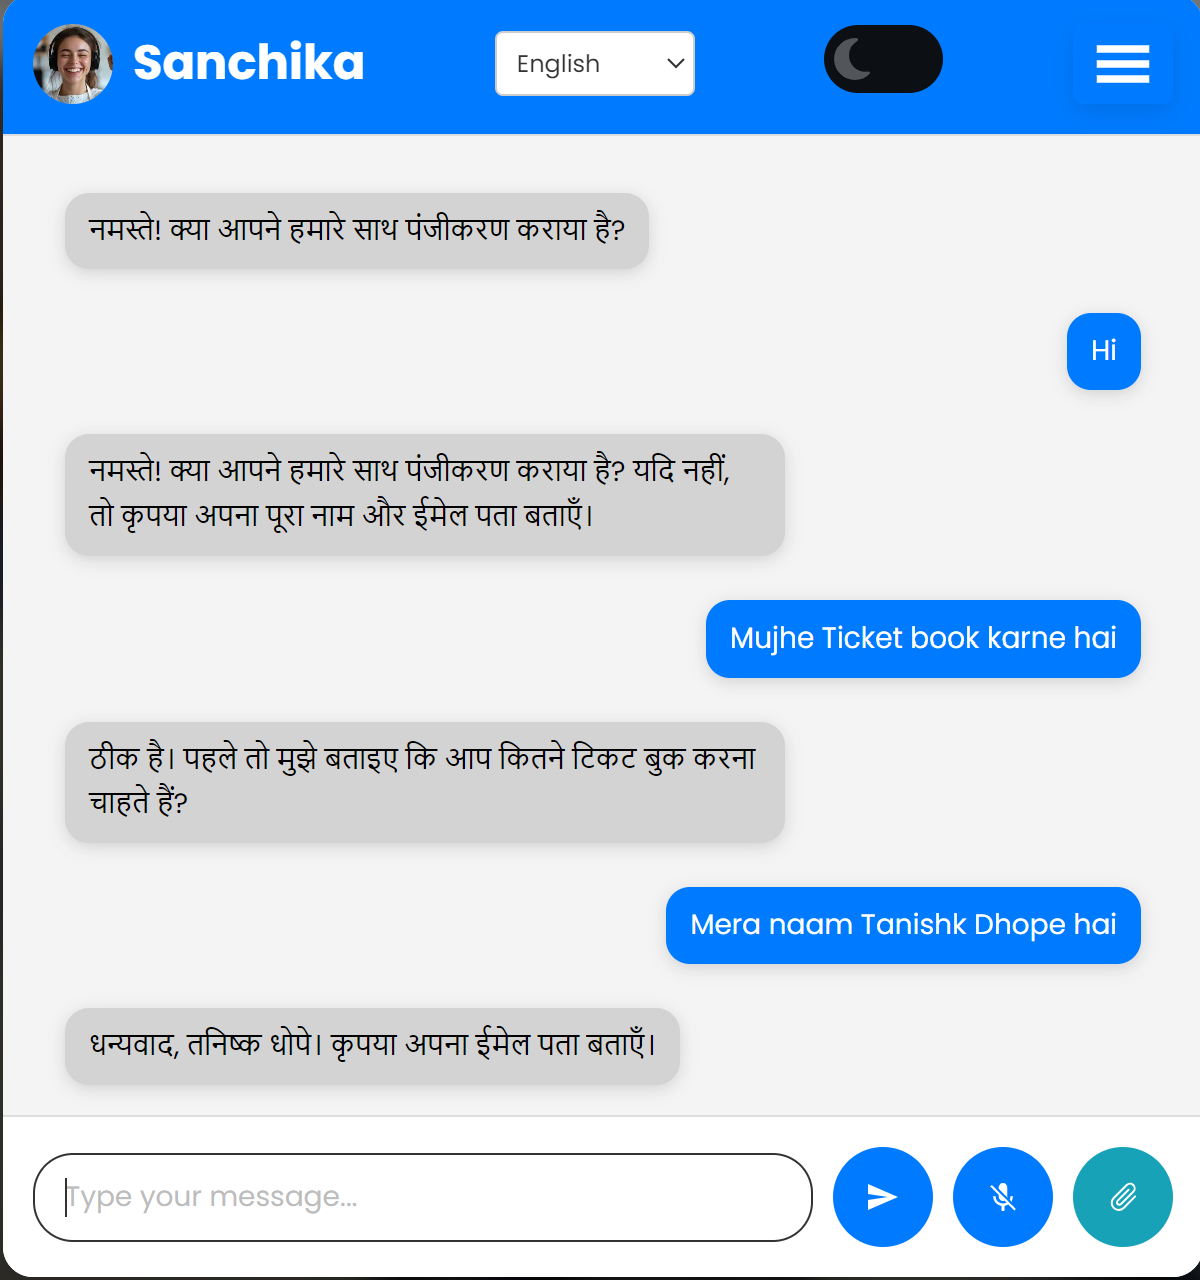 Sanchika
English
नमस्ते! क्या आपने हमारे साथ पंजीकरण कराया है?
Hi
नमस्ते! क्या आपने हमारे साथ पंजीकरण कराया है? यदि नहीं,
तो कृपया अपना पूरा नाम और ईमेल पता बताएँ।
Mujhe Ticket book karne hai
ठीक है। पहले तो मुझे बताइए कि आप कितने टिकट बुक करना
चाहते हैं?
Mera naam Tanishk Dhope hai
धन्यवाद, तनिष्क धोपे। कृपया अपना ईमेल पता बताएँ।
Type your message...